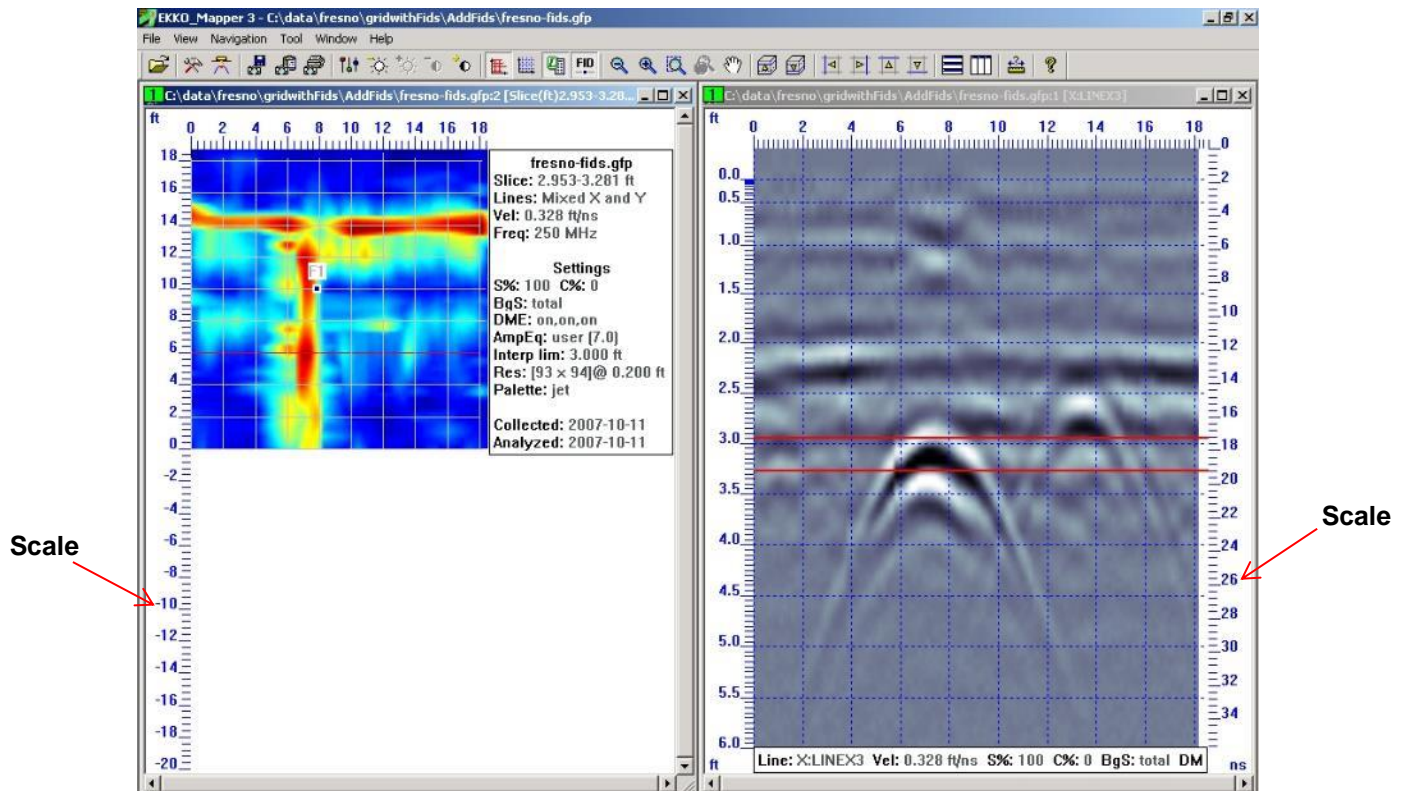 EKKO_Mapper 3 - C:\data\fresno\gridwithFids\AddFids\fresno-fids.gfp
File View Navigation Tool Window Help
FID
1 C:\data\fresno\gridwithFids\AddFids\fresno-fids.gfp:2 [Slice(ft)2.953-3.28...
ft
0 2 4 6 8 10 12 14 16 18
18
16
14
12
10
8
6
4
2
0
-2
-4
-6
-8
-10
-12
-14
-16
-18
-20
F1
fresno-fids.gfp
Slice: 2.953-3.281 ft
Lines: Mixed X and Y
Vel: 0.328 ft/ns
Freq: 250 MHz
Settings
S%: 100 C%: 0
BgS: total
DME: on,on,on
AmpEq: user (7.0)
Interp lim: 3.000 ft
Res: [93 x 94]@ 0.200 ft
Palette: jet
Collected: 2007-10-11
Analyzed: 2007-10-11
Scale
1 C:\data\fresno\gridwithFids\AddFids\fresno-fids.gfp:1 [X:LINEX3]
ft
0 2 4 6 8 10 12 14 16 18
0.0
0.5
1.0
1.5
2.0
2.5
3.0
3.5
4.0
4.5
5.0
5.5
6.0
ft
0
2
4
6
8
10
12
14
16
18
20
22
24
26
28
30
32
34
ns
Line: X:LINEX3 Vel: 0.328 ft/ns S%: 100 C%: 0 BgS: total DM
Scale